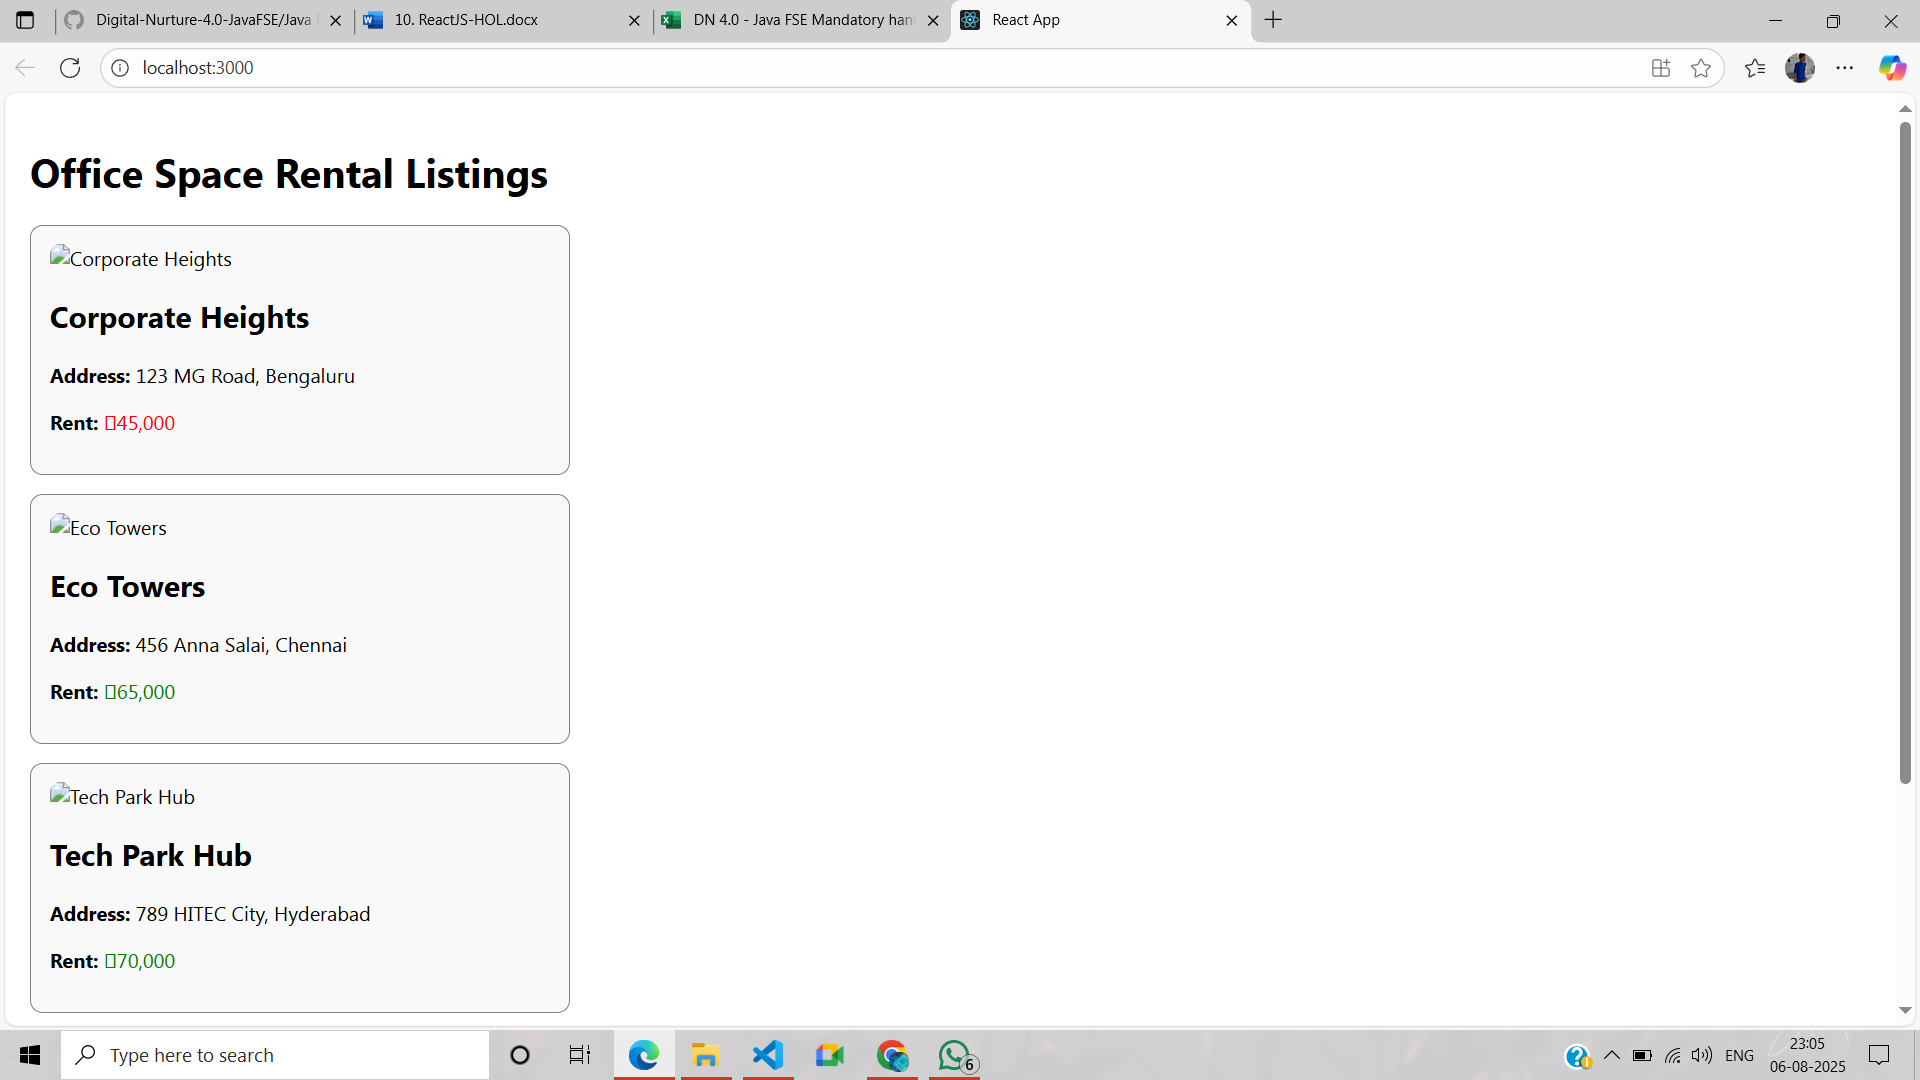 Digital-Nurture-4.0-JavaFSE/Java
10. ReactJS-HOL.docx
DN 4.0 - Java FSE Mandatory han
React App
localhost:3000
Office Space Rental Listings
Corporate Heights
Corporate Heights
Address: 123 MG Road, Bengaluru
Rent: 45,000
Eco Towers
Eco Towers
Address: 456 Anna Salai, Chennai
Rent: 65,000
Tech Park Hub
Tech Park Hub
Address: 789 HITEC City, Hyderabad
Rent: 70,000
Type here to search
6
ENG
23:05
06-08-2025